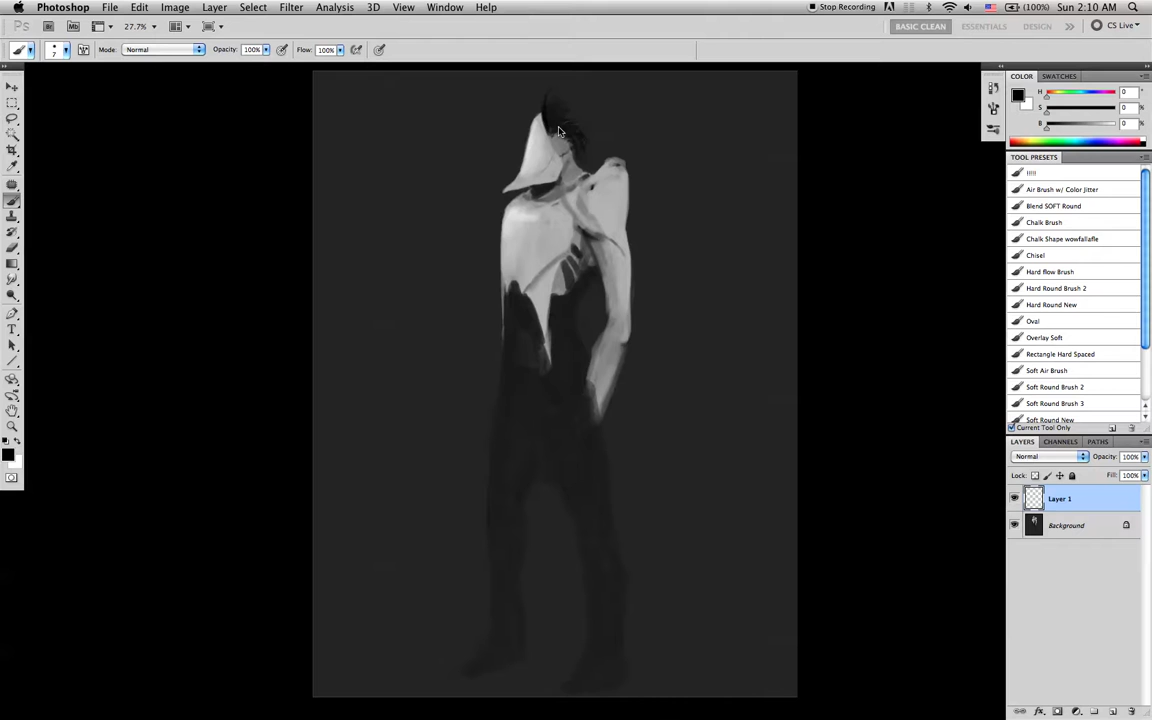 Photoshop File Edit Image Layer Select Filter Analysis 3D View Window Help Stop Recording (100%) Sun 2:10 AM
Ps Br Mb 27.7% BASIC CLEAN ESSENTIALS DESIGN CS Live
7 Mode: Normal Opacity: 100% Flow: 100%
COLOR SWATCHES
H 0 °
S 0 %
B 0 %
TOOL PRESETS
!!!!!
Air Brush w/ Color Jitter
Blend SOFT Round
Chalk Brush
Chalk Shape wowfallafle
Chisel
Hard flow Brush
Hard Round Brush 2
Hard Round New
Oval
Overlay Soft
Rectangle Hard Spaced
Soft Air Brush
Soft Round Brush 2
Soft Round Brush 3
Soft Round New
Current Tool Only
LAYERS CHANNELS PATHS
Normal Opacity: 100%
Lock: Fill: 100%
Layer 1
Background
fx